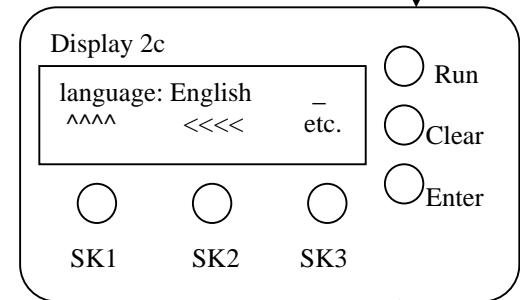 Display 2c
language: English _
^^^^ <<<< etc.
Run
Clear
Enter
SK1 SK2 SK3